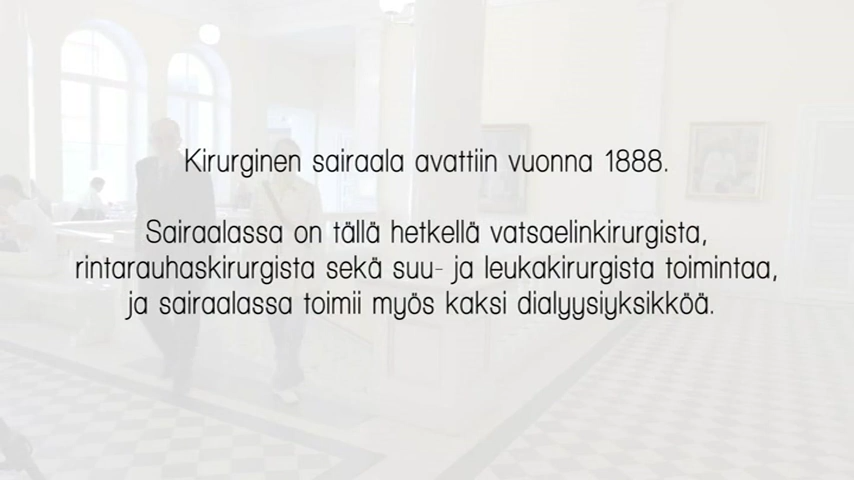 Kirurginen sairaala avattiin vuonna 1888.
Sairaalassa on tällä hetkellä vatsaelinkirurgista,
rintarauhaskirurgista sekä suu- ja leukakirurgista toimintaa,
ja sairaalassa toimii myös kaksi dialyysiyksikköä.